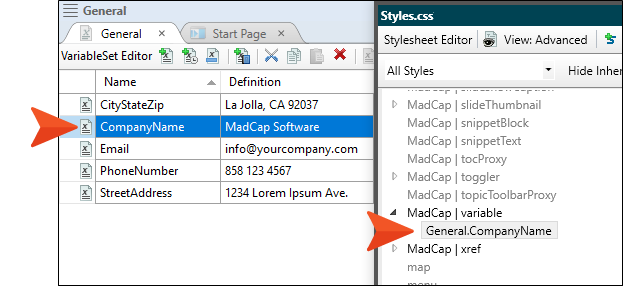 General
General
Start Page
VariableSet Editor
Name Definition
CityStateZip La Jolla, CA 92037
CompanyName MadCap Software
Email info@yourcompany.com
PhoneNumber 858 123 4567
StreetAddress 1234 Lorem Ipsum Ave.
Styles.css
Stylesheet Editor View: Advanced
All Styles Hide Inher
MadCap | slideThumbnail
MadCap | snippetBlock
MadCap | snippetText
MadCap | tocProxy
MadCap | toggler
MadCap | topicToolbarProxy
MadCap | variable
General.CompanyName
MadCap | xref
map